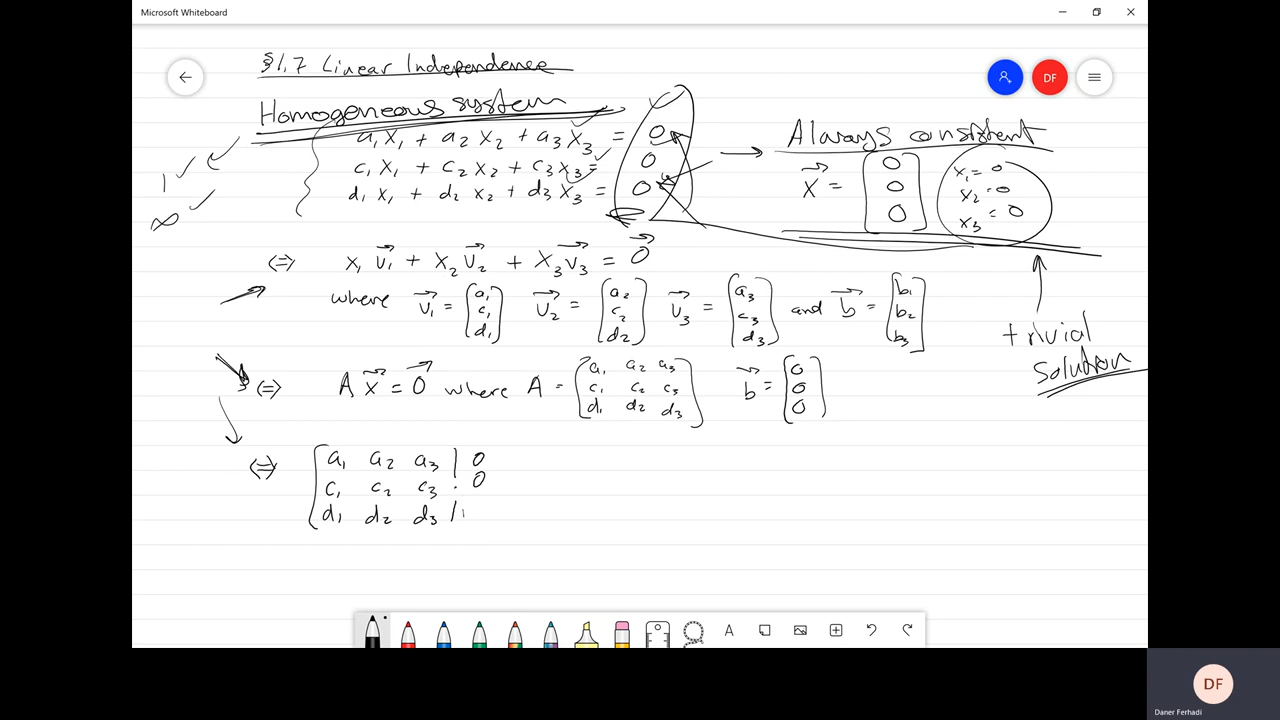 Microsoft Whiteboard
§1.7 Linear Independence
DF
Homogeneous system
a₁x₁ + a₂x₂ + a₃x₃ = 0
c₁x₁ + c₂x₂ + c₃x₃ = 0
d₁x₁ + d₂x₂ + d₃x₃ = 0
1 ✓
∞ ✓
→ Always consistent
x⃗ = [0 0 0] x₁ = 0 x₂ = 0 x₃ = 0
trivial
solution
⇔ x₁v⃗₁ + x₂v⃗₂ + x₃v⃗₃ = 0⃗
where v⃗₁ = [a₁ c₁ d₁] v⃗₂ = [a₂ c₂ d₂] v⃗₃ = [a₃ c₃ d₃] and b⃗ = [b₁ b₂ b₃]
⇔ Ax⃗ = 0⃗ where A = [a₁ a₂ a₃
c₁ c₂ c₃
d₁ d₂ d₃] b⃗ = [0 0 0]
⇔ [a₁ a₂ a₃ | 0
c₁ c₂ c₃ | 0
d₁ d₂ d₃ |
A
DF
Daner Ferhadi